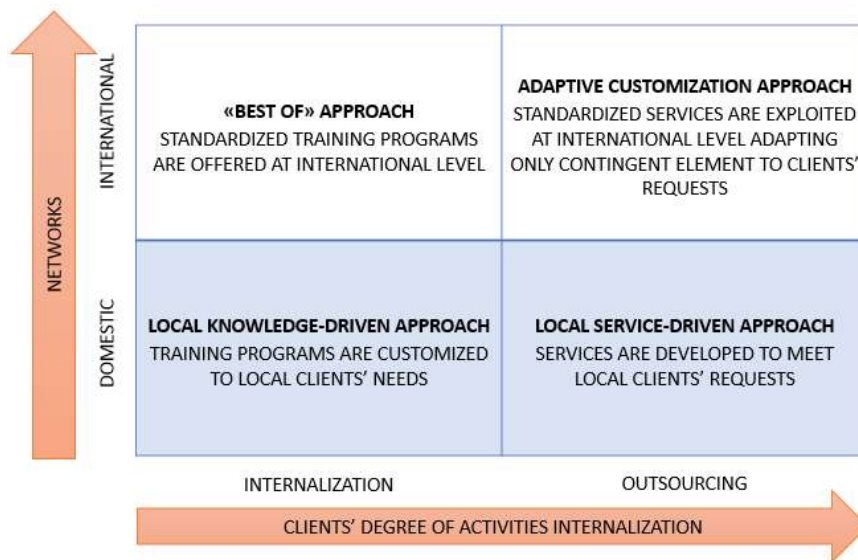 NETWORKS
INTERNATIONAL
«BEST OF» APPROACH
STANDARDIZED TRAINING PROGRAMS
ARE OFFERED AT INTERNATIONAL LEVEL
ADAPTIVE CUSTOMIZATION APPROACH
STANDARDIZED SERVICES ARE EXPLOITED
AT INTERNATIONAL LEVEL ADAPTING
ONLY CONTINGENT ELEMENT TO CLIENTS'
REQUESTS
DOMESTIC
LOCAL KNOWLEDGE-DRIVEN APPROACH
TRAINING PROGRAMS ARE CUSTOMIZED
TO LOCAL CLIENTS' NEEDS
LOCAL SERVICE-DRIVEN APPROACH
SERVICES ARE DEVELOPED TO MEET
LOCAL CLIENTS' REQUESTS
INTERNALIZATION
OUTSOURCING
CLIENTS' DEGREE OF ACTIVITIES INTERNALIZATION